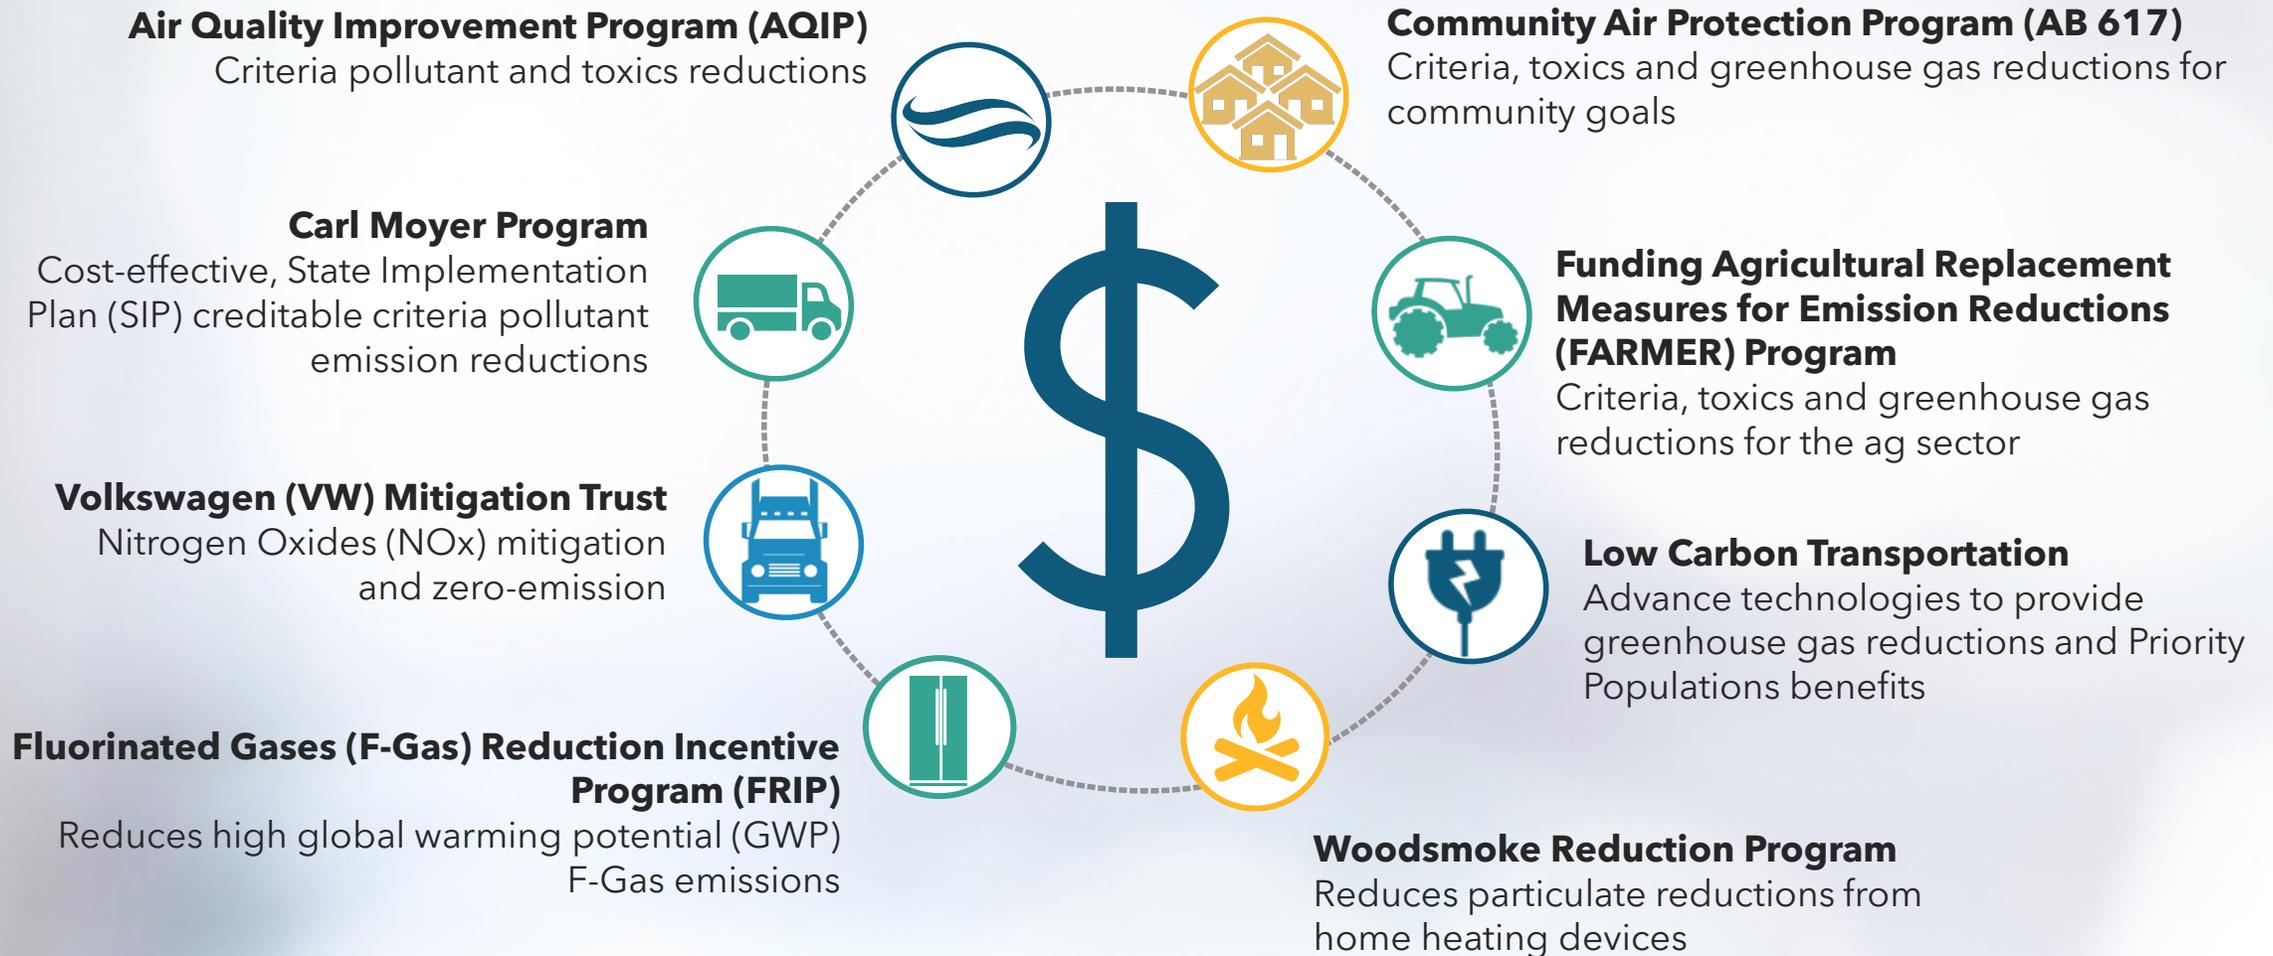 Air Quality Improvement Program (AQIP)
Criteria pollutant and toxics reductions
Community Air Protection Program (AB 617)
Criteria, toxics and greenhouse gas reductions for
community goals
Carl Moyer Program
Cost-effective, State Implementation
Plan (SIP) creditable criteria pollutant
emission reductions
Funding Agricultural Replacement
Measures for Emission Reductions
(FARMER) Program
Criteria, toxics and greenhouse gas
reductions for the ag sector
Volkswagen (VW) Mitigation Trust
Nitrogen Oxides (NOx) mitigation
and zero-emission
Low Carbon Transportation
Advance technologies to provide
greenhouse gas reductions and Priority
Populations benefits
Fluorinated Gases (F-Gas) Reduction Incentive
Program (FRIP)
Reduces high global warming potential (GWP)
F-Gas emissions
Woodsmoke Reduction Program
Reduces particulate reductions from
home heating devices
$